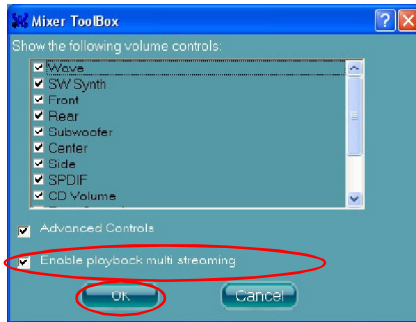 Mixer ToolBox
Show the following volume controls:
Wave
SW Synth
Front
Rear
Subwoofer
Center
Side
SPDIF
CD Volume
Advanced Controls
Enable playback multi streaming
OK Cancel